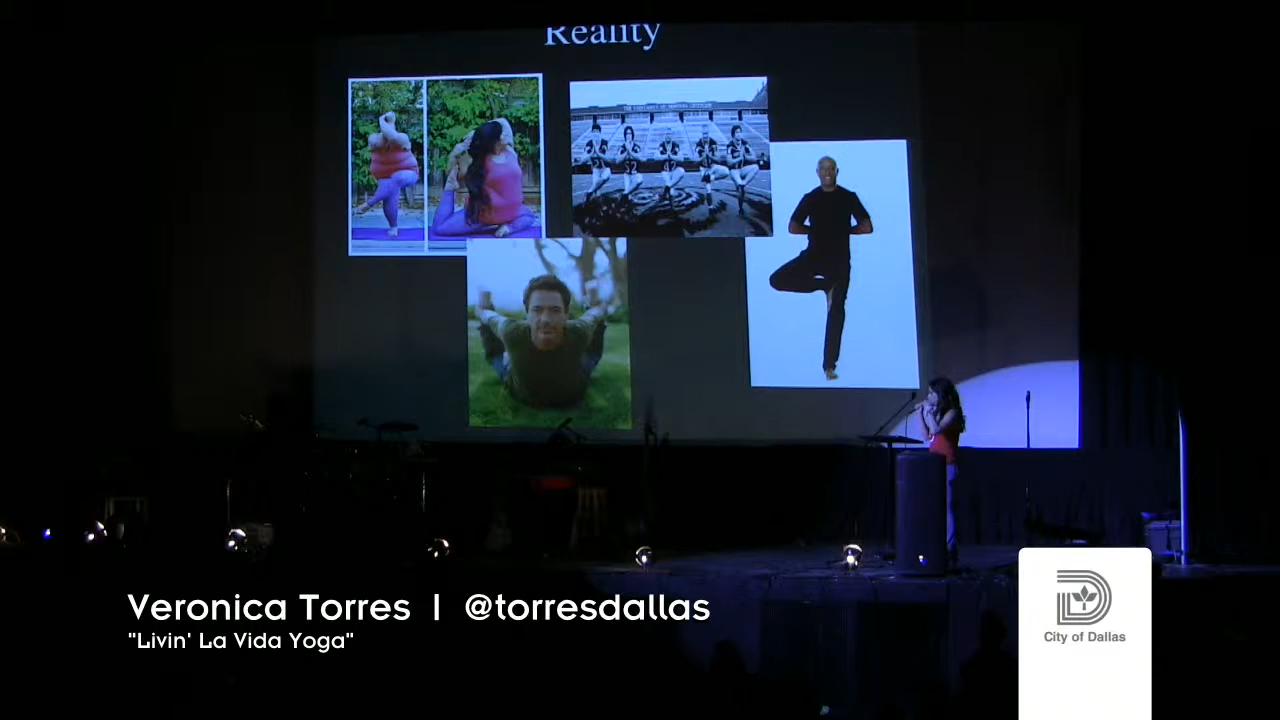 Reality
Veronica Torres | @torresdallas
"Livin' La Vida Yoga"
City of Dallas